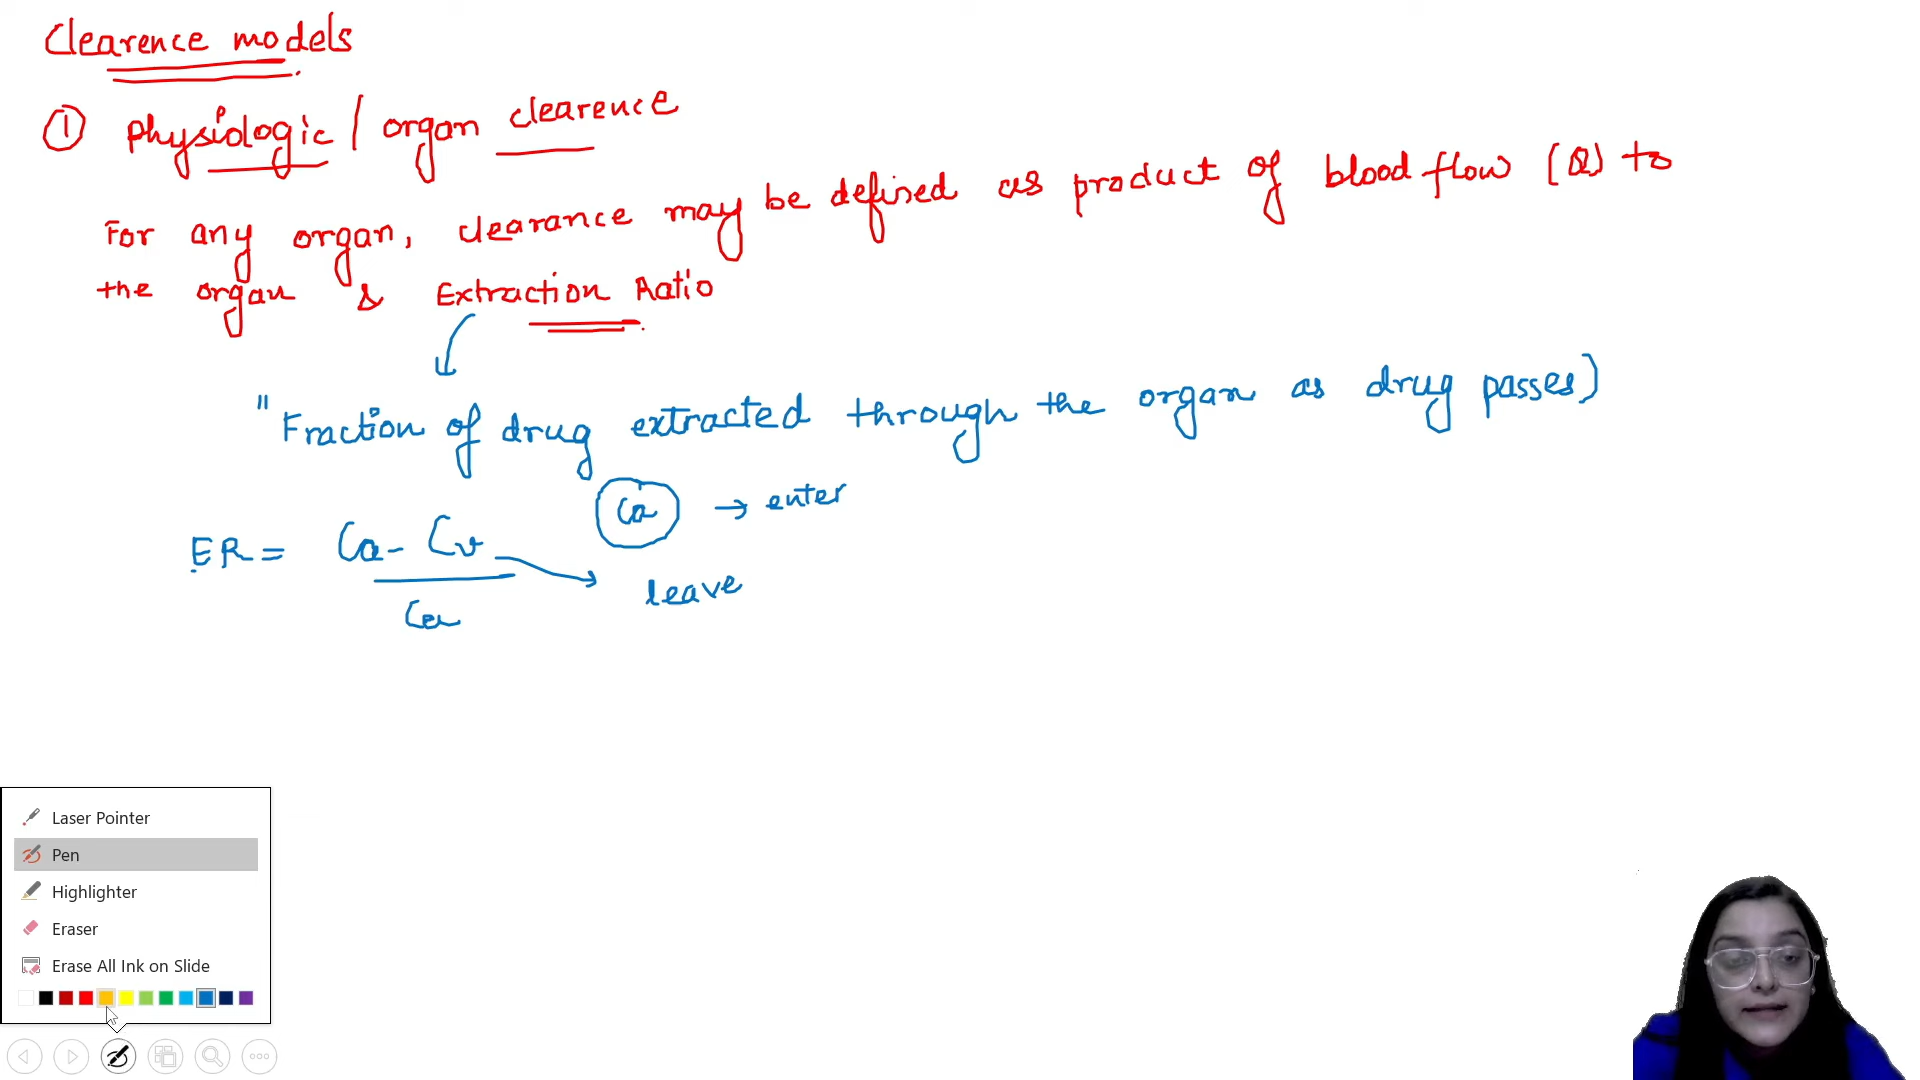 Clearence models
① Physiologic / organ clearence
For any organ, clearance may be defined as product of blood flow (Q) to
the organ & Extraction Ratio
"Fraction of drug extracted through the organ as drug passes)
Ca → enter
ER = Ca - Cv
leave
Ca
Laser Pointer
Pen
Highlighter
Eraser
Erase All Ink on Slide